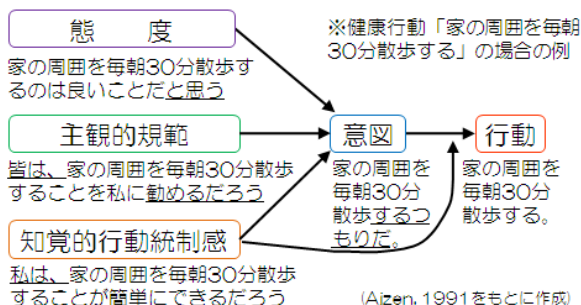 態　度
※健康行動「家の周囲を毎朝
30分散歩する」の場合の例
家の周囲を毎朝30分散歩す
るのは良いことだと思う
主観的規範
意図
行動
皆は、家の周囲を毎朝30分散歩
することを私に勧めるだろう
家の周囲を
毎朝30分
散歩するつ
もりだ。
家の周囲を
毎朝30分
散歩する。
知覚的行動統制感
私は、家の周囲を毎朝30分散歩
することが簡単にできるだろう
(Ajzen, 1991をもとに作成)